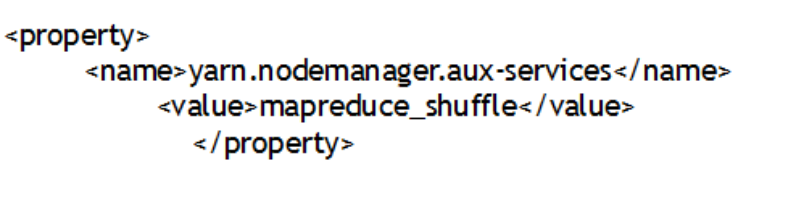 <property>
<name>yarn.nodemanager.aux-services</name>
<value>mapreduce_shuffle</value>
</property>